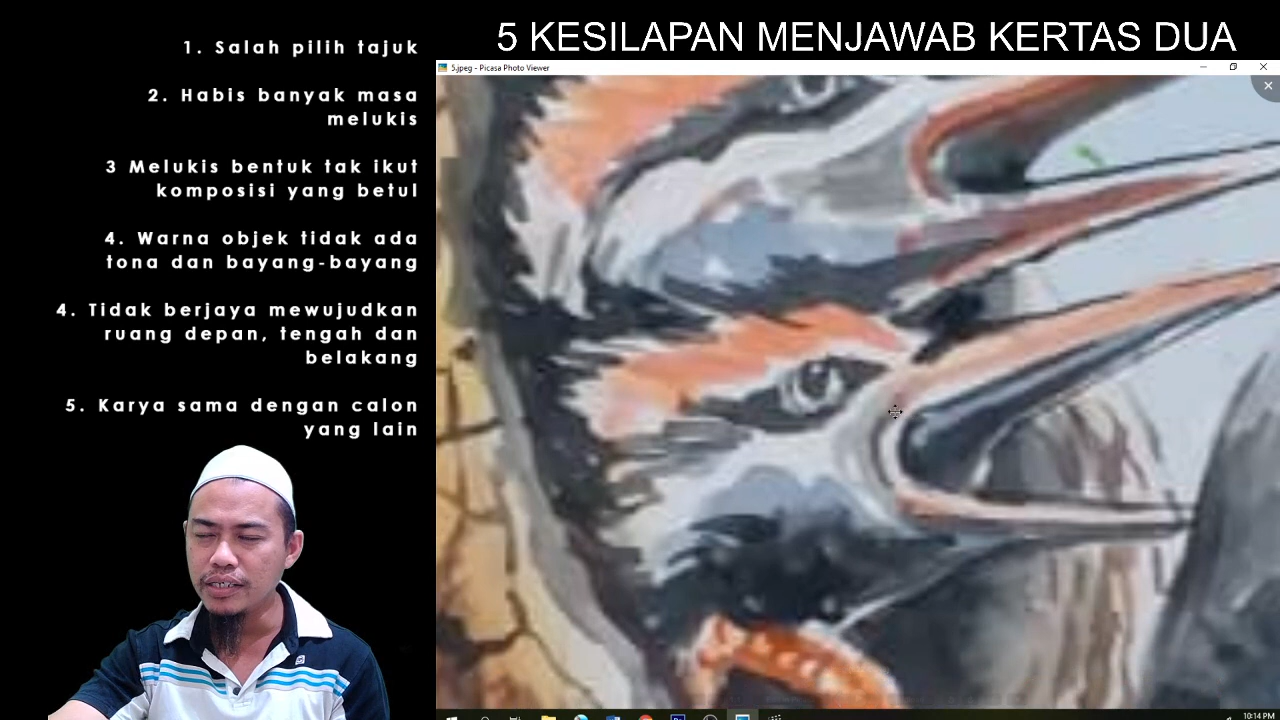 5 KESILAPAN MENJAWAB KERTAS DUA
1. Salah pilih tajuk
2. Habis banyak masa
melukis
3 Melukis bentuk tak ikut
komposisi yang betul
4. Warna objek tidak ada
tona dan bayang-bayang
4. Tidak berjaya mewujudkan
ruang depan, tengah dan
belakang
5. Karya sama dengan calon
yang lain
5.jpeg - Picasa Photo Viewer
10:14 PM